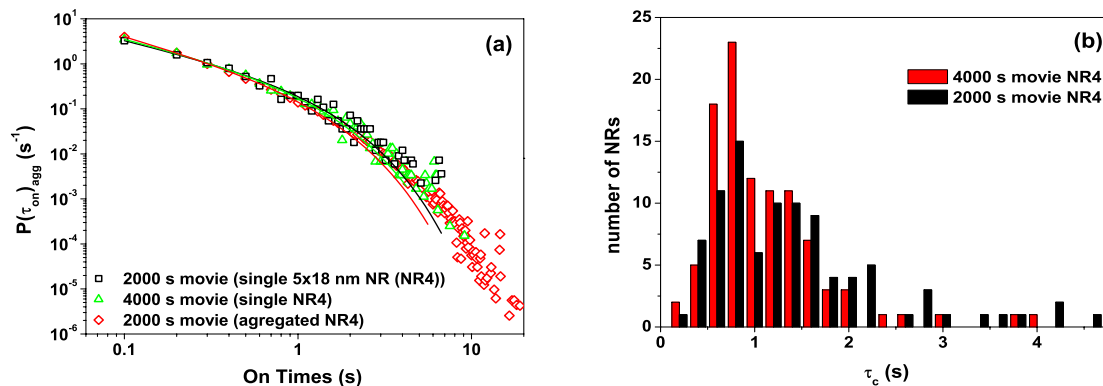 (a)
10^1
10^0
10^-1
10^-2
10^-3
10^-4
10^-5
10^-6
P(τ_on)_agg (s^-1)
2000 s movie (single 5x18 nm NR (NR4))
4000 s movie (single NR4)
2000 s movie (agregated NR4)
0.1 1 10
On Times (s)
(b)
25
20
15
10
5
0
number of NRs
4000 s movie NR4
2000 s movie NR4
0 1 2 3 4
τ_c (s)